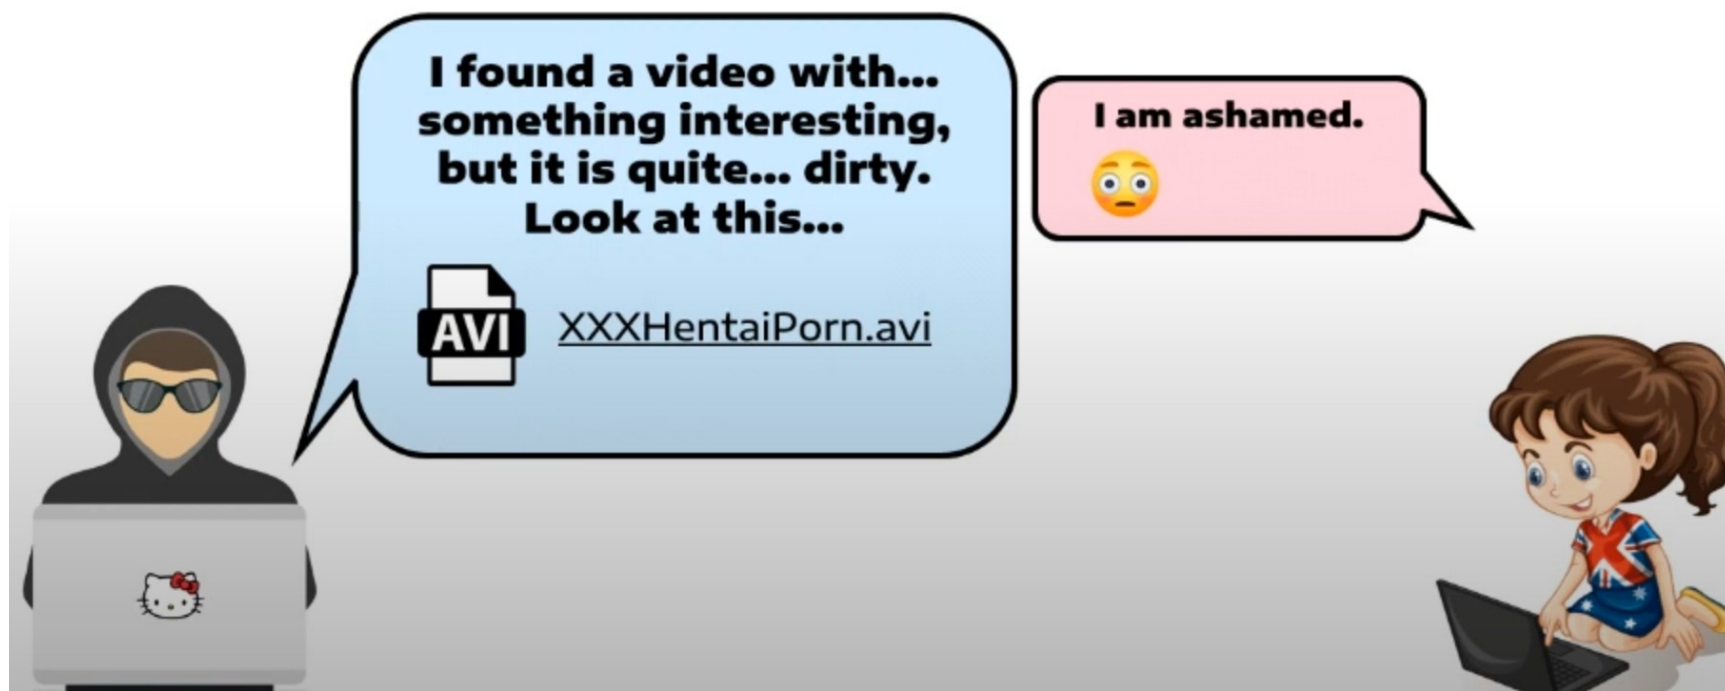 I found a video with...
something interesting,
but it is quite... dirty.
Look at this...
AVI
XXXHentaiPorn.avi
I am ashamed.